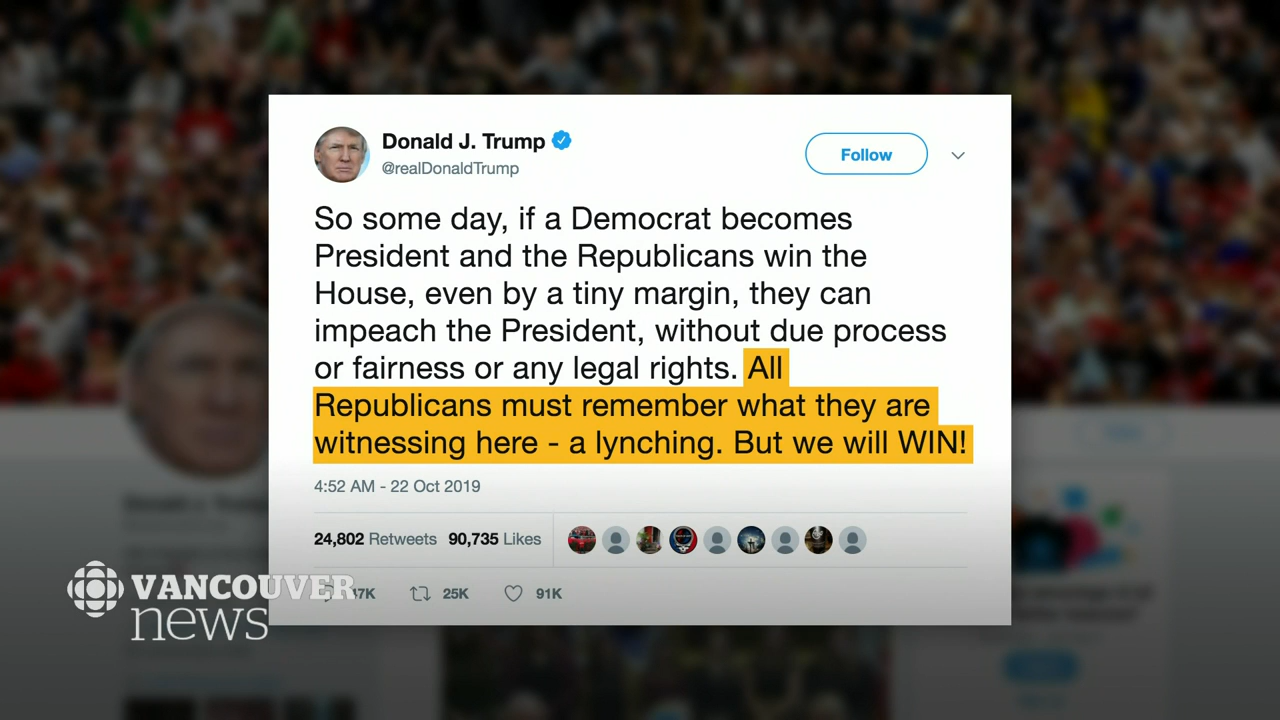 Donald J. Trump
@realDonaldTrump
Follow
So some day, if a Democrat becomes
President and the Republicans win the
House, even by a tiny margin, they can
impeach the President, without due process
or fairness or any legal rights. All
Republicans must remember what they are
witnessing here - a lynching. But we will WIN!
4:52 AM - 22 Oct 2019
24,802 Retweets 90,735 Likes
47K 25K 91K
VANCOUVER
news